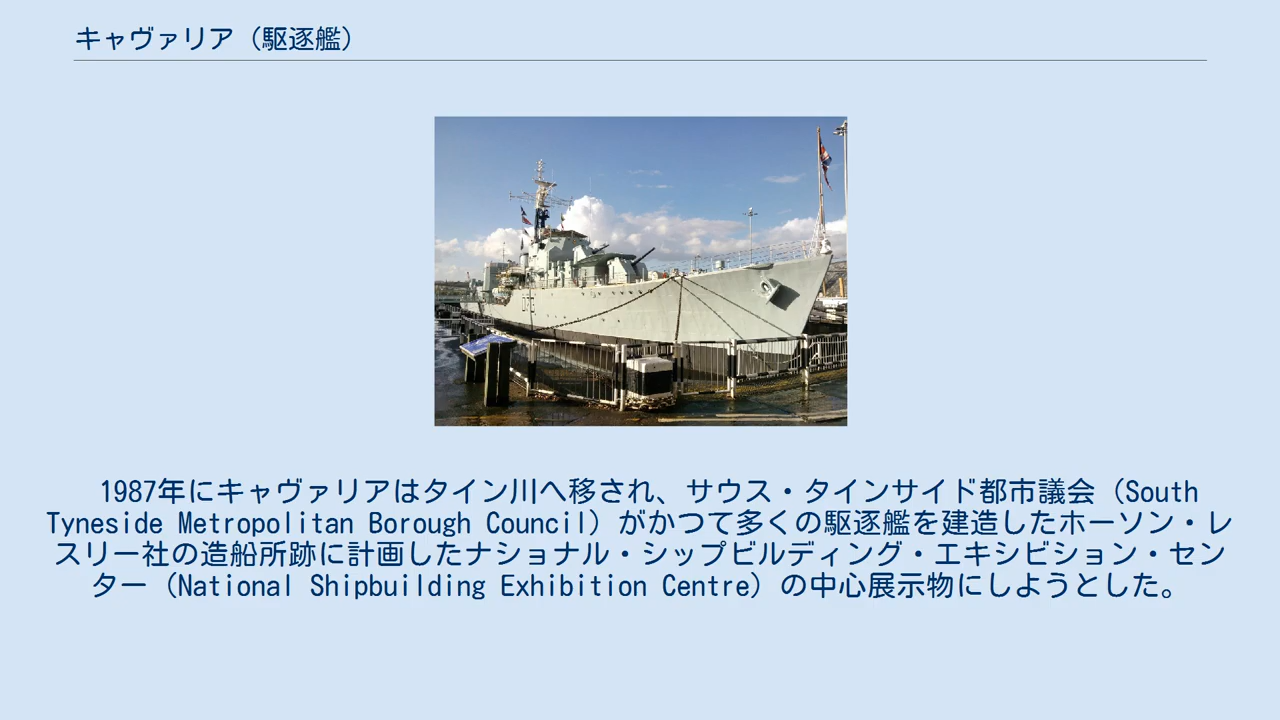 キャヴァリア（駆逐艦）
1987年にキャヴァリアはタイン川へ移され、サウス・タインサイド都市議会（South
Tyneside Metropolitan Borough Council）がかつて多くの駆逐艦を建造したホーソン・レ
スリー社の造船所跡に計画したナショナル・シップビルディング・エキシビション・セン
ター（National Shipbuilding Exhibition Centre）の中心展示物にしようとした。